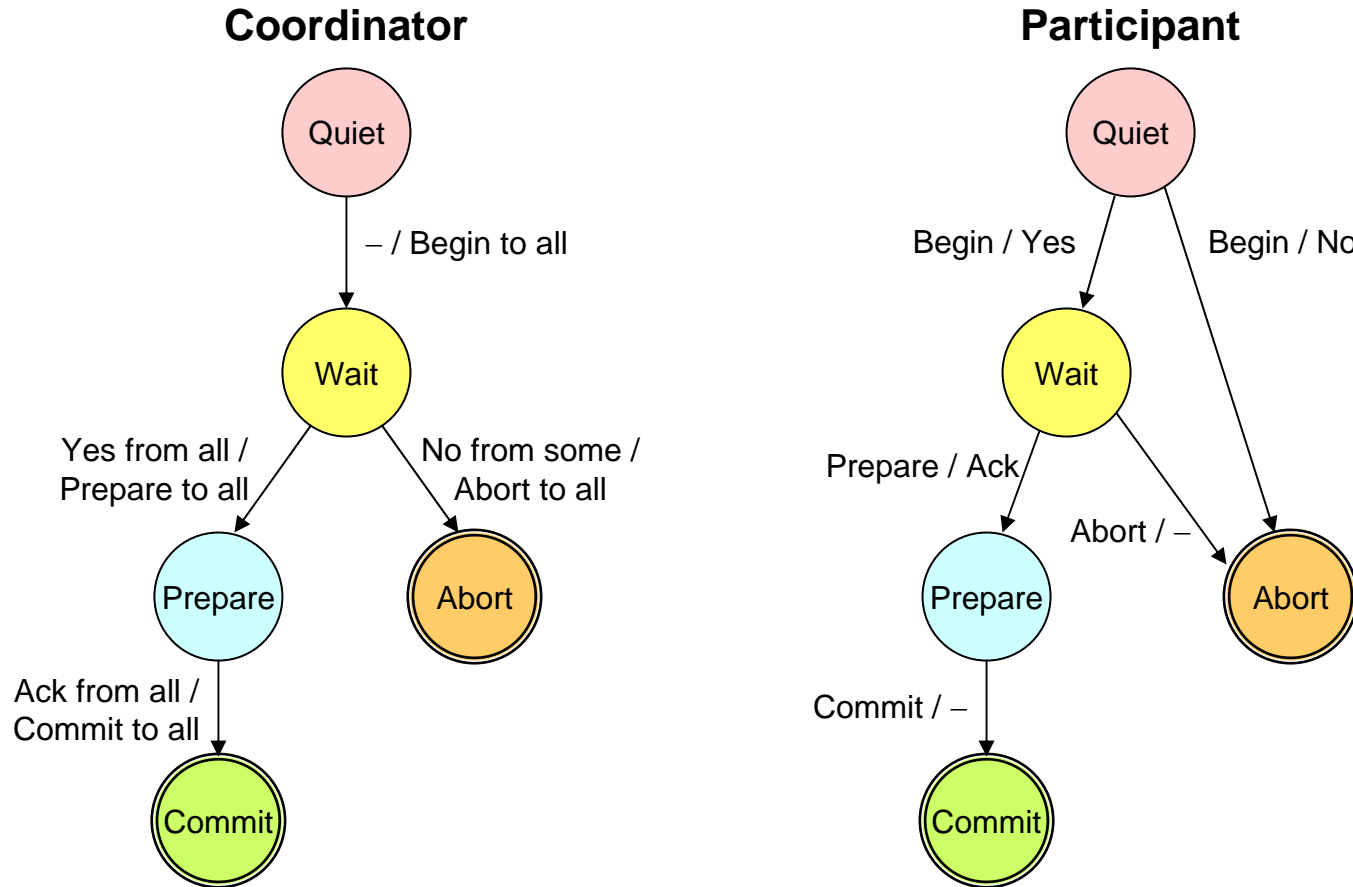 Coordinator
Quiet
– / Begin to all
Wait
Yes from all /
Prepare to all
No from some /
Abort to all
Prepare
Abort
Ack from all /
Commit to all
Commit
Participant
Quiet
Begin / Yes
Begin / No
Wait
Prepare / Ack
Abort / –
Prepare
Abort
Commit / –
Commit